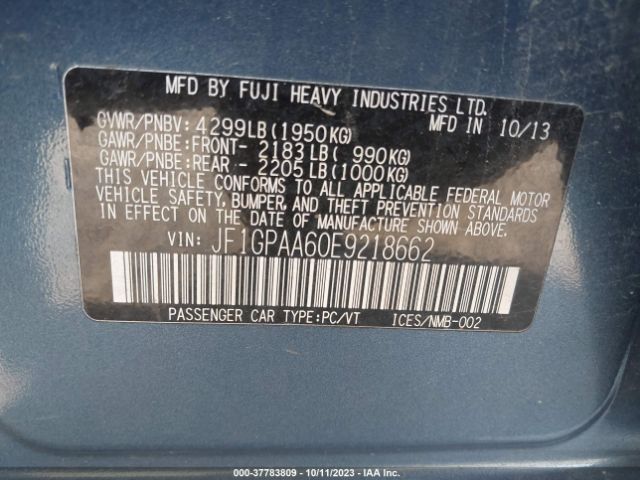 MFD BY FUJI HEAVY INDUSTRIES LTD.
GVWR/PNBV: 4299LB(1950KG) MFD IN 10/13
GAWR/PNBE:FRONT- 2183LB( 990KG)
GAWR/PNBE:REAR - 2205LB(1000KG)
THIS VEHICLE CONFORMS TO ALL APPLICABLE FEDERAL MOTOR
VEHICLE SAFETY, BUMPER, AND THEFT PREVENTION STANDARDS
IN EFFECT ON THE DATE OF MANUFACTURE SHOWN ABOVE.
VIN: JF1GPAA60E9218662
PASSENGER CAR TYPE:PC/VT ICES/NMB-002
000-37783809 - 10/11/2023 - IAAI.COM